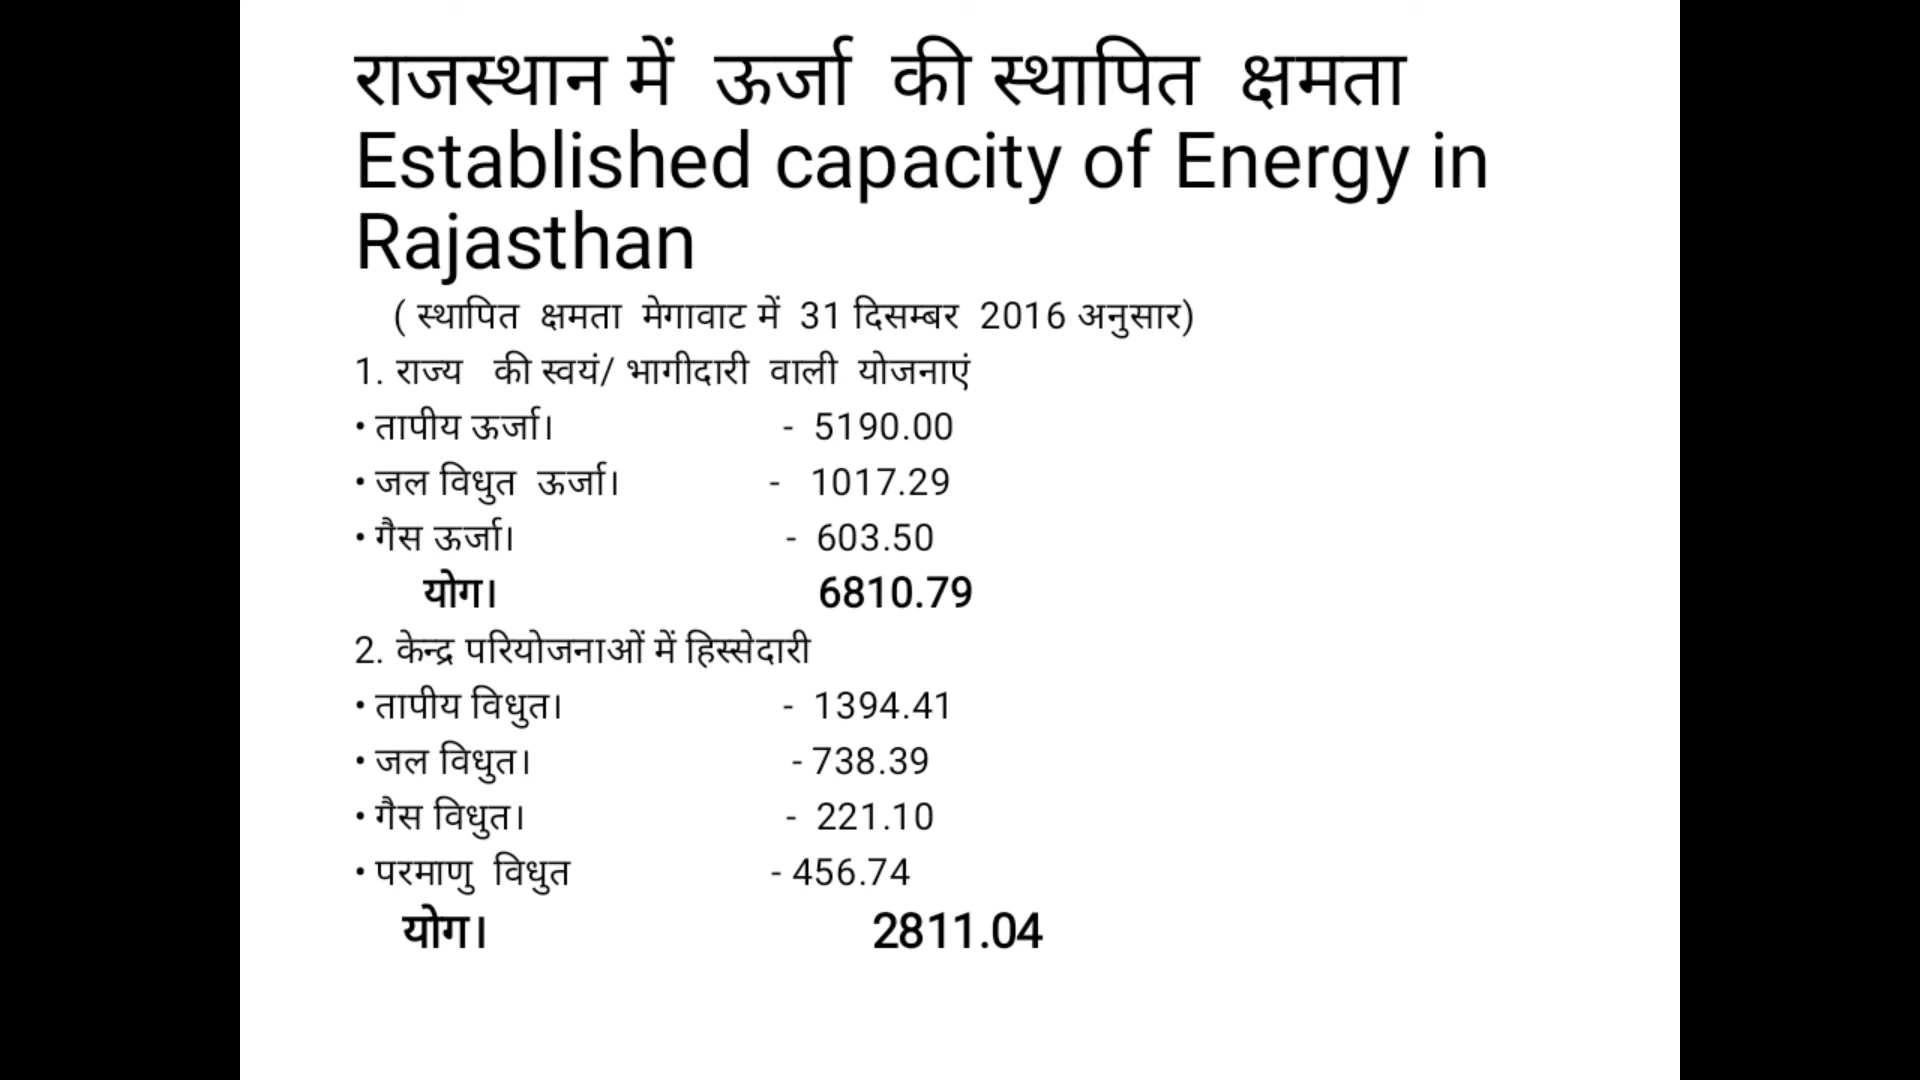 राजस्थान में ऊर्जा की स्थापित क्षमता
Established capacity of Energy in
Rajasthan
( स्थापित क्षमता मेगावाट में 31 दिसम्बर 2016 अनुसार)
1. राज्य की स्वयं/ भागीदारी वाली योजनाएं
• तापीय ऊर्जा। - 5190.00
• जल विधुत ऊर्जा। - 1017.29
• गैस ऊर्जा। - 603.50
योग। 6810.79
2. केन्द्र परियोजनाओं में हिस्सेदारी
• तापीय विधुत। - 1394.41
• जल विधुत। - 738.39
• गैस विधुत। - 221.10
• परमाणु विधुत - 456.74
योग। 2811.04